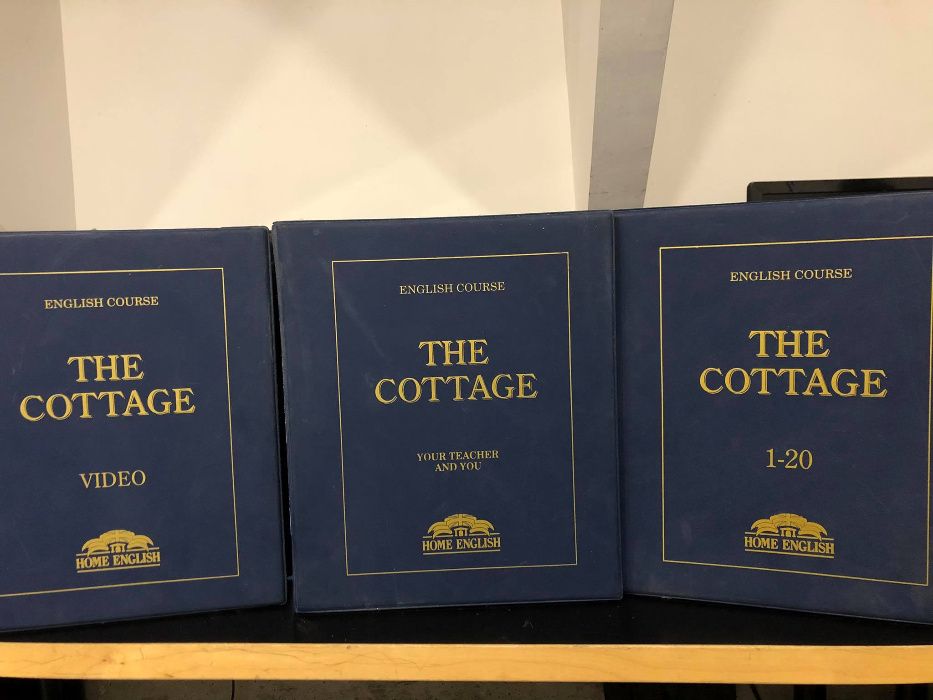 ENGLISH COURSE
THE
COTTAGE
VIDEO
HOME ENGLISH
ENGLISH COURSE
THE
COTTAGE
YOUR TEACHER
AND YOU
HOME ENGLISH
ENGLISH COURSE
THE
COTTAGE
1-20
HOME ENGLISH